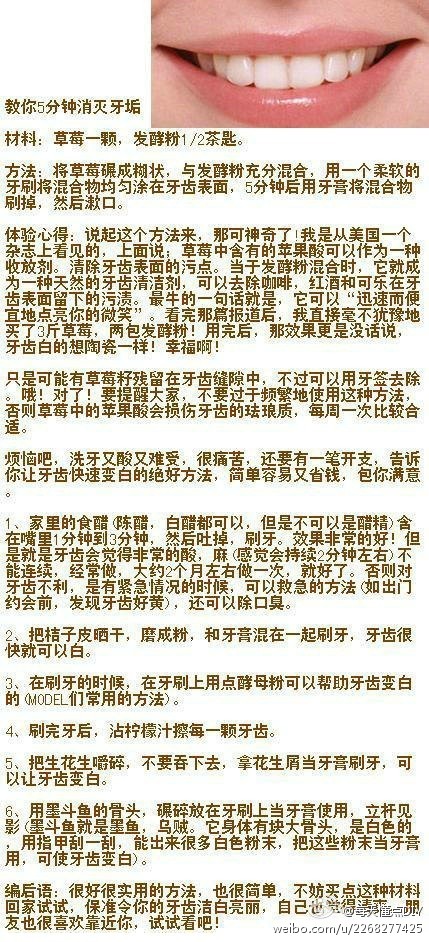 教你5分钟消灭牙垢
材料：草莓一颗，发酵粉1/2茶匙。
方法：将草莓碾成糊状，与发酵粉充分混合，用一个柔软的
牙刷将混合物均匀涂在牙齿表面，5分钟后用牙膏将混合物
刷掉，然后漱口。
体验心得：说起这个方法来，那可神奇了!我是从美国一个
杂志上看见的，上面说；草莓中含有的苹果酸可以作为一种
收放剂。清除牙齿表面的污点。当于发酵粉混合时，它就成
为一种天然的牙齿清洁剂，可以去除咖啡，红酒和可乐在牙
齿表面留下的污渍。最牛的一句话就是，它可以“迅速而便
宜地点亮你的微笑”。看完那篇报道后，我直接毫不犹豫地
买了3斤草莓，两包发酵粉！用完后，那效果更是没话说，
牙齿白的想陶瓷一样！幸福啊！
只是可能有草莓籽残留在牙齿缝隙中，不过可以用牙签去除
。哦！对了！要提醒大家，不要过于频繁地使用这种方法，
否则草莓中的苹果酸会损伤牙齿的珐琅质，每周一次比较合
适。
烦恼吧，洗牙又酸又难受，很痛苦，还要有一笔开支，告诉
你让牙齿快速变白的绝好方法，简单容易又省钱，包你满意
。
1、家里的食醋(陈醋，白醋都可以，但是不可以是醋精)含
在嘴里1分钟到3分钟，然后吐掉，刷牙。效果非常的好！但
是就是牙齿会觉得非常的酸，麻(感觉会持续2分钟左右)不
能连续，经常做，大约2个月左右做一次，就好了。否则对
牙齿不利，是有紧急情况的时候，可以救急的方法(如出门
约会前，发现牙齿好黄)，还可以除口臭。
2、把桔子皮晒干，磨成粉，和牙膏混在一起刷牙，牙齿很
快就可以白。
3、在刷牙的时候，在牙刷上用点酵母粉可以帮助牙齿变白
的(MODEL们常用的方法)。
4、刷完牙后，沾柠檬汁擦每一颗牙齿。
5、把生花生嚼碎，不要吞下去，拿花生屑当牙膏刷牙，可
以让牙齿变白。
6、用墨斗鱼的骨头，碾碎放在牙刷上当牙膏使用，立杆见
影(墨斗鱼就是墨鱼，乌贼。它身体有块大骨头，是白色的
，用指甲刮一刮，能出来很多白色粉末，把这些粉末当牙膏
用，可使牙齿变白)。
编后语：很好很实用的方法，也很简单，不妨买点这种材料
回家试试，保准令你的牙齿洁白亮丽，自己
朋
友也很喜欢靠近你，试试看吧！
weibo.com/u/2268277425